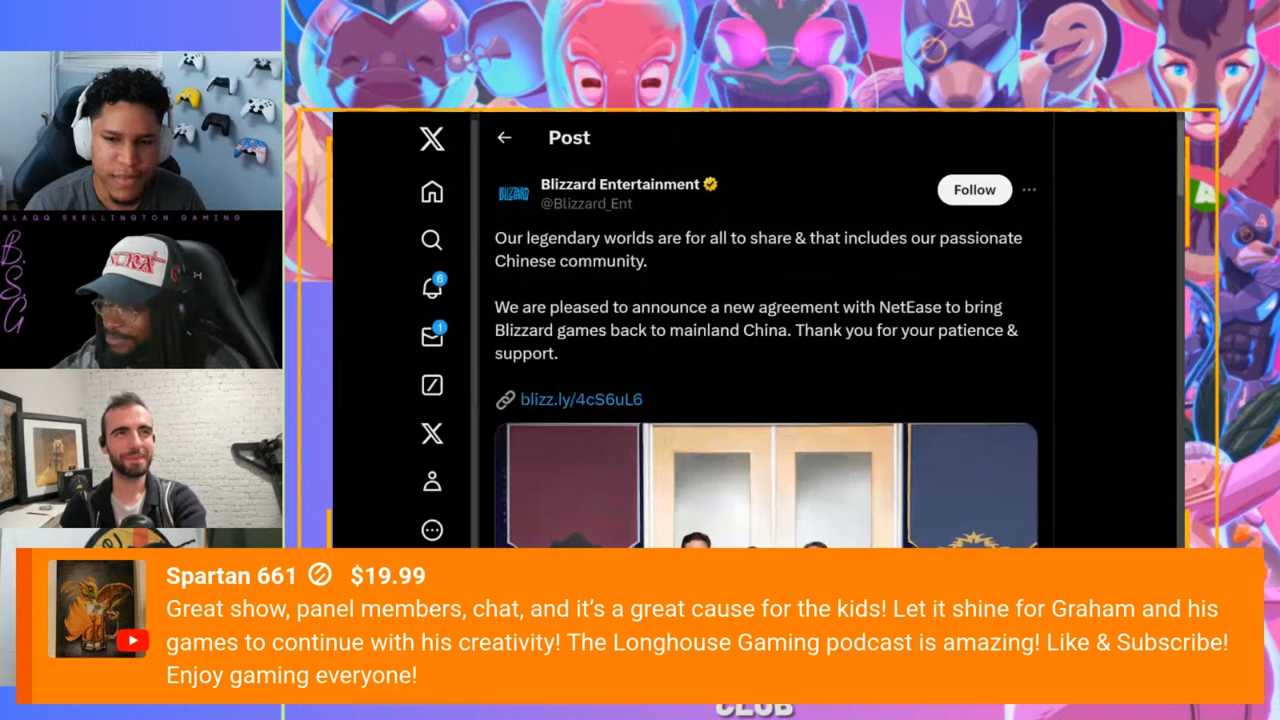 Post
BLIZZARD
Blizzard Entertainment
@Blizzard_Ent
Follow
Our legendary worlds are for all to share & that includes our passionate
Chinese community.
We are pleased to announce a new agreement with NetEase to bring
Blizzard games back to mainland China. Thank you for your patience &
support.
blizz.ly/4cS6uL6
6
1
BLAQQ SKELLINGTON GAMING
B.
S.
G
Spartan 661 $19.99
Great show, panel members, chat, and it’s a great cause for the kids! Let it shine for Graham and his
games to continue with his creativity! The Longhouse Gaming podcast is amazing! Like & Subscribe!
Enjoy gaming everyone!
CLUB